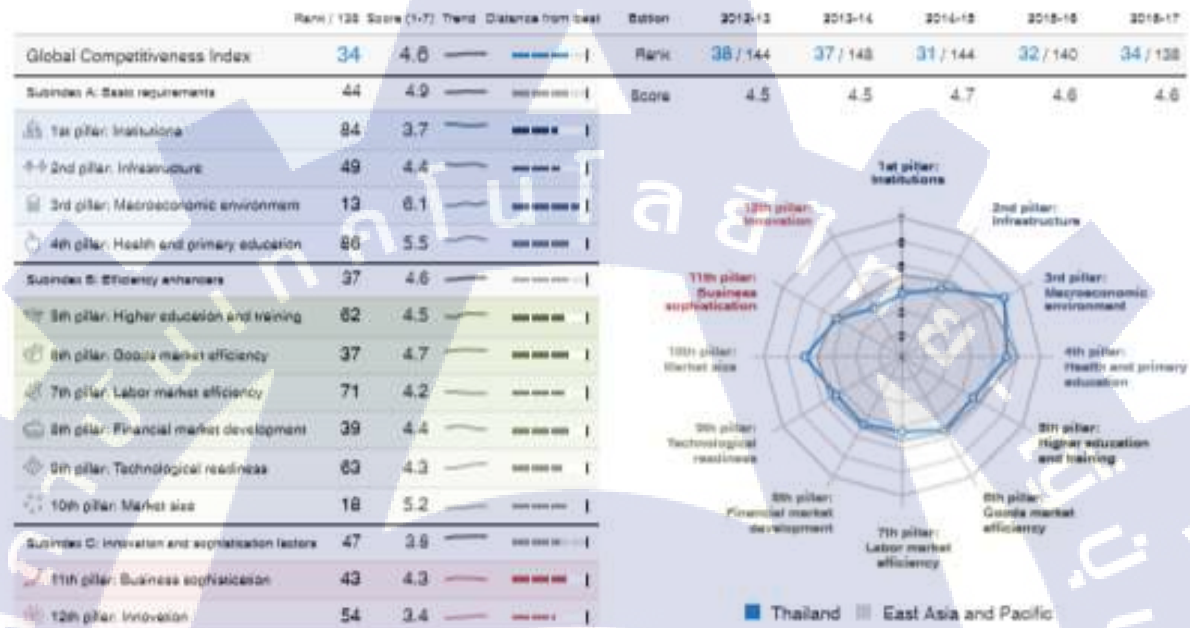 Rank / 138 Score (1-7) Trend Distance from best
Global Competitiveness Index 34 4.6
Subindex A: Basic requirements 44 4.9
1st pillar: Institutions 84 3.7
2nd pillar: Infrastructure 49 4.4
3rd pillar: Macroeconomic environment 13 6.1
4th pillar: Health and primary education 86 5.5
Subindex B: Efficiency enhancers 37 4.6
5th pillar: Higher education and training 62 4.5
6th pillar: Goods market efficiency 37 4.7
7th pillar: Labor market efficiency 71 4.2
8th pillar: Financial market development 39 4.4
9th pillar: Technological readiness 63 4.3
10th pillar: Market size 18 5.2
Subindex C: Innovation and sophistication factors 47 3.8
11th pillar: Business sophistication 43 4.3
12th pillar: Innovation 54 3.4
Edition 2012-13 2013-14 2014-15 2015-16 2016-17
Rank 38 / 144 37 / 148 31 / 144 32 / 140 34 / 138
Score 4.5 4.5 4.7 4.6 4.6
1st pillar:
Institutions
2nd pillar:
Infrastructure
3rd pillar:
Macroeconomic
environment
4th pillar:
Health and primary
education
5th pillar:
Higher education
and training
6th pillar:
Goods market
efficiency
7th pillar:
Labor market
efficiency
8th pillar:
Financial market
development
9th pillar:
Technological
readiness
10th pillar:
Market size
11th pillar:
Business
sophistication
12th pillar:
Innovation
Thailand East Asia and Pacific